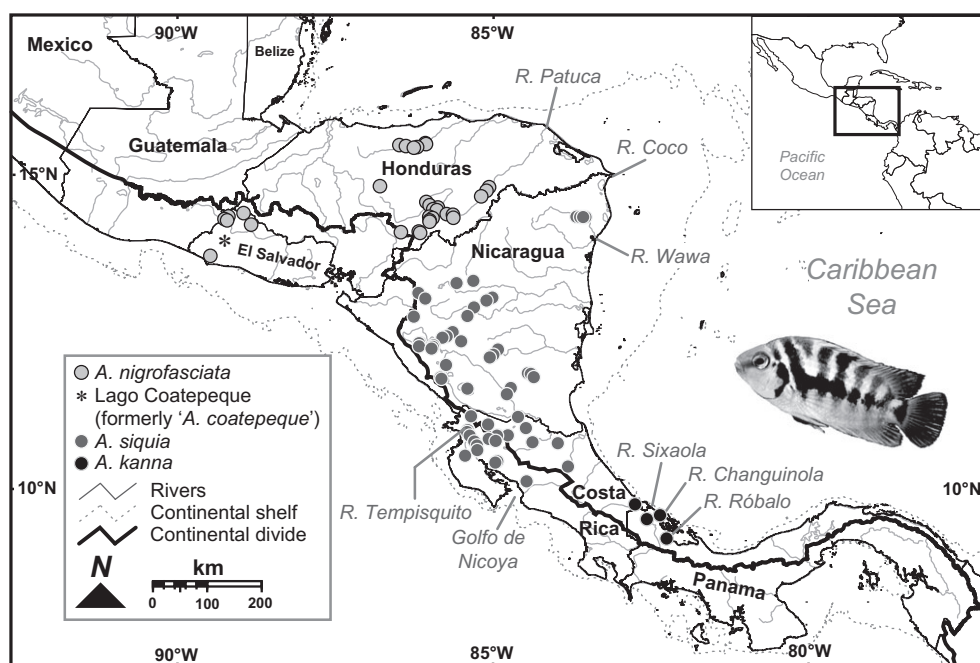 90°W
85°W
Mexico
Belize
R. Patuca
Guatemala
R. Coco
Pacific
Ocean
15°N
Honduras
Nicaragua
El Salvador
R. Wawa
Caribbean
Sea
A. nigrofasciata
* Lago Coatepeque
(formerly ‘A. coatepeque’)
A. siquia
A. kanna
Rivers
Continental shelf
Continental divide
N
km
0 100 200
R. Sixaola
R. Changuinola
R. Róbalo
10°N
10°N
Costa
Rica
R. Tempisquito
Golfo de
Nicoya
Panama
90°W
85°W
80°W